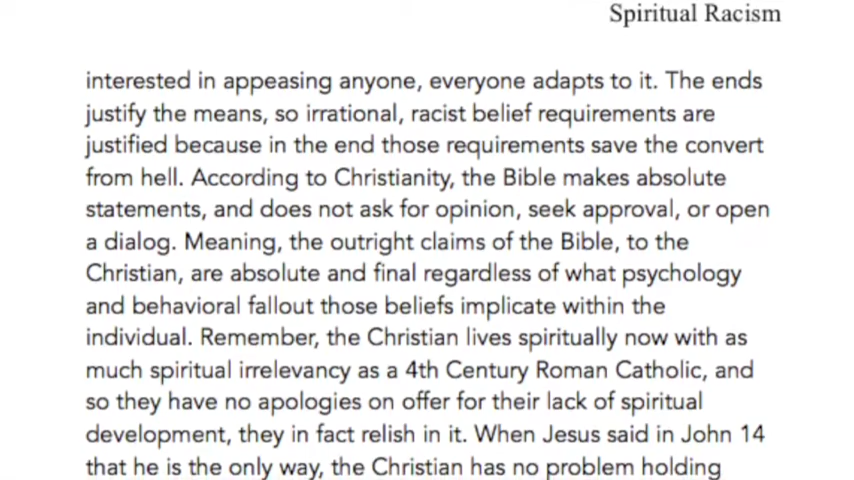 Spiritual Racism
interested in appeasing anyone, everyone adapts to it. The ends
justify the means, so irrational, racist belief requirements are
justified because in the end those requirements save the convert
from hell. According to Christianity, the Bible makes absolute
statements, and does not ask for opinion, seek approval, or open
a dialog. Meaning, the outright claims of the Bible, to the
Christian, are absolute and final regardless of what psychology
and behavioral fallout those beliefs implicate within the
individual. Remember, the Christian lives spiritually now with as
much spiritual irrelevancy as a 4th Century Roman Catholic, and
so they have no apologies on offer for their lack of spiritual
development, they in fact relish in it. When Jesus said in John 14
that he is the only way, the Christian has no problem holding